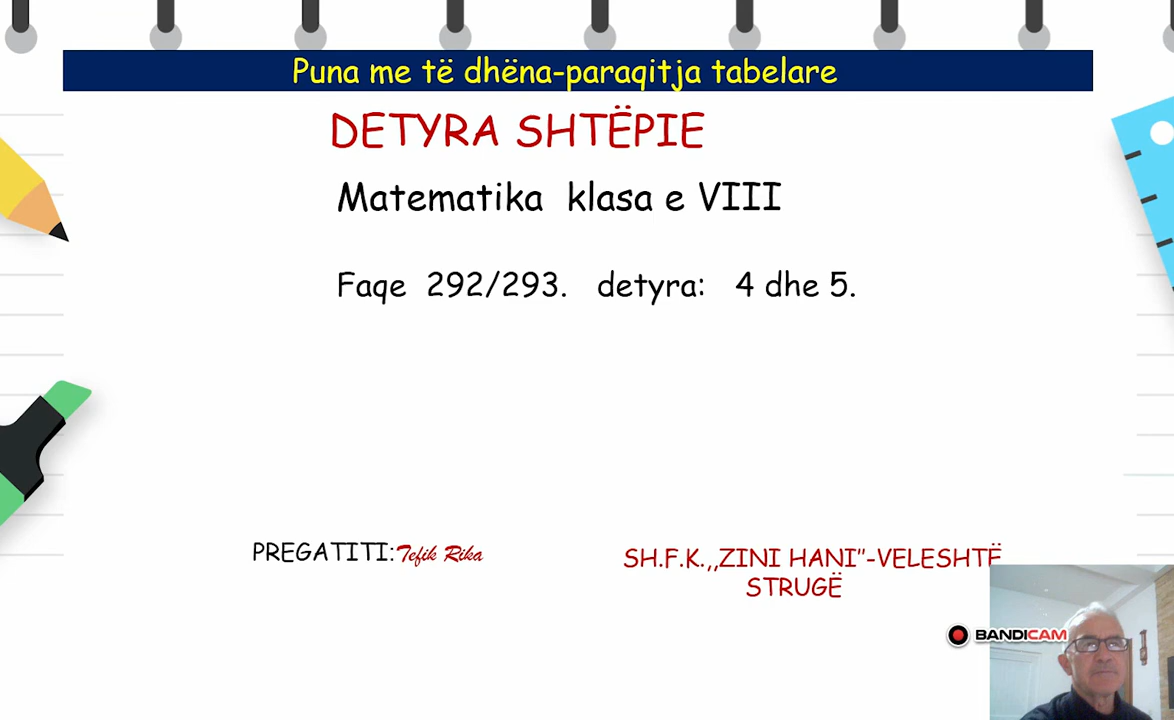 Puna me të dhëna-paraqitja tabelare
DETYRA SHTËPIE
Matematika klasa e VIII
Faqe 292/293. detyra: 4 dhe 5.
PREGATITI:Tefik Rika
SH.F.K.,,ZINI HANI”-VELESHTË
STRUGË
BANDICAM